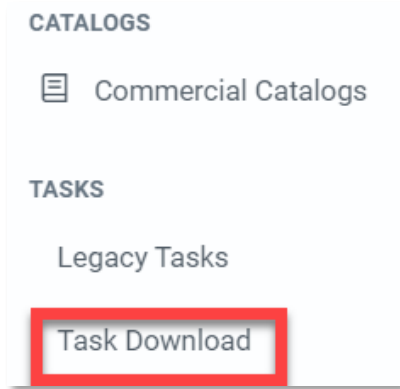 CATALOGS
Commercial Catalogs
TASKS
Legacy Tasks
Task Download